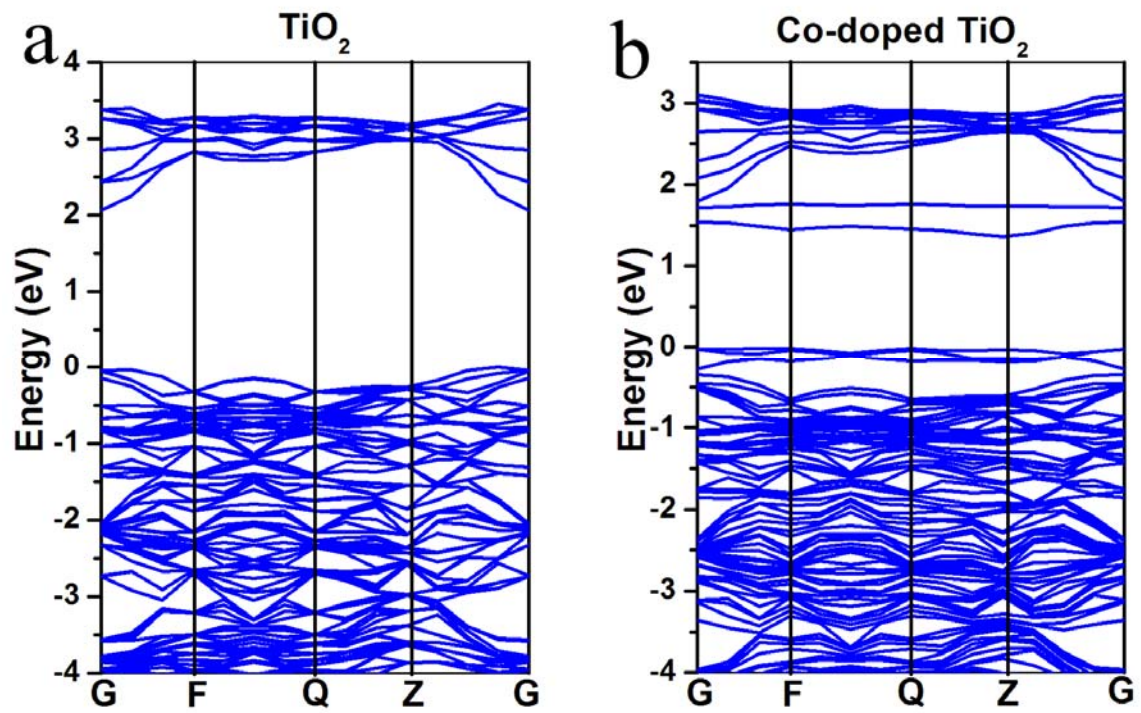 a
TiO₂
4
3
2
1
0
-1
-2
-3
-4
Energy (eV)
G F Q Z G
b
Co-doped TiO₂
3
2
1
0
-1
-2
-3
-4
Energy (eV)
G F Q Z G